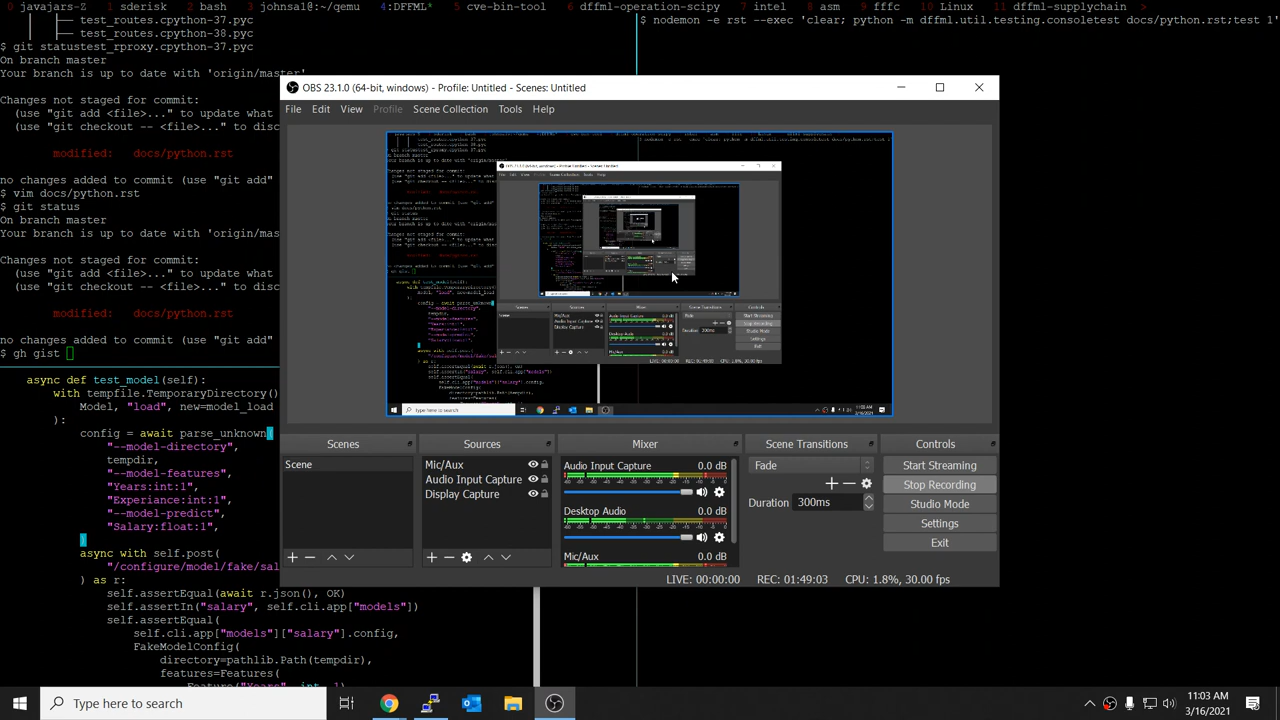 0 javajars-Z 1 sderisk 2 bash 3 johnsal@:~/qemu 4:DFFML* 5 cve-bin-tool 6 dffml-operation-scipy 7 intel 8 asm 9 fffc 10 Linux 11 dffml-supplychain >
├── test_routes.cpython-37.pyc
└── test_routes.cpython-38.pyc
$ git statustest_rproxy.cpython-37.pyc
On branch master
Your branch is up to date with 'origin/master'
Changes not staged for commit:
(use "git add <file>..." to update what
(use "git checkout -- <file>..." to disc
modified: docs/python.rst
no changes added to commit (use "git add"
$ vim docs/python.rst
$ git status
On branch master
Your branch is up to date with 'origin/mas
Changes not staged for commit:
(use "git add <file>..." to update what
(use "git checkout -- <file>..." to disc
modified: docs/python.rst
no changes added to commit (use "git add"
$ gh gist
$ nodemon -e rst --exec 'clear; python -m dffml.util.testing.consoletest docs/python.rst;test 1'
async def test_model(self):
with tempfile.TemporaryDirectory()
Model, "load", new=model_load
):
config = await parse_unknown(
"--model-directory",
tempdir,
"--model-features",
"Years:int:1",
"Experiance:int:1",
"--model-predict",
"Salary:float:1",
)
async with self.post(
"/configure/model/fake/sal
) as r:
self.assertEqual(await r.json(), OK)
self.assertIn("salary", self.cli.app["models"])
self.assertEqual(
self.cli.app["models"]["salary"].config,
FakeModelConfig(
directory=pathlib.Path(tempdir),
features=Features(
Feature("Years", int, 1)
OBS 23.1.0 (64-bit, windows) - Profile: Untitled - Scenes: Untitled
File Edit View Profile Scene Collection Tools Help
Scenes
Scene
Sources
Mic/Aux
Audio Input Capture
Display Capture
Mixer
Audio Input Capture 0.0 dB
Desktop Audio 0.0 dB
Mic/Aux 0.0 dB
Scene Transitions
Fade
Duration 300ms
Controls
Start Streaming
Stop Recording
Studio Mode
Settings
Exit
LIVE: 00:00:00 REC: 01:49:03 CPU: 1.8%, 30.00 fps
Type here to search
11:03 AM
3/16/2021